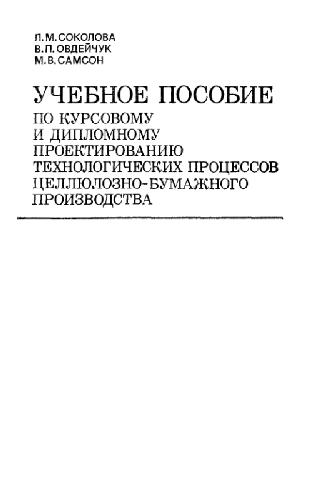 Л.М.СОКОЛОВА
В.П.ОВДЕЙЧУК
М.В.САМСОН
УЧЕБНОЕ ПОСОБИЕ
ПО КУРСОВОМУ
И ДИПЛОМНОМУ
ПРОЕКТИРОВАНИЮ
ТЕХНОЛОГИЧЕСКИХ ПРОЦЕССОВ
ЦЕЛЛЮЛОЗНО-БУМАЖНОГО
ПРОИЗВОДСТВА